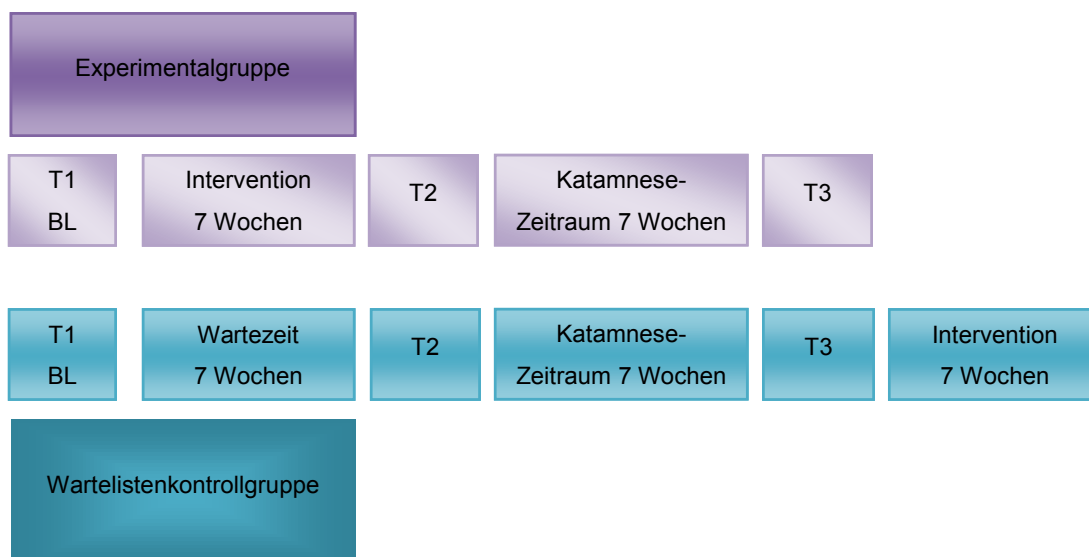 Experimentalgruppe
T1
BL
Intervention
7 Wochen
T2
Katamnese-
Zeitraum 7 Wochen
T3
T1
BL
Wartezeit
7 Wochen
T2
Katamnese-
Zeitraum 7 Wochen
T3
Intervention
7 Wochen
Wartelistenkontrollgruppe